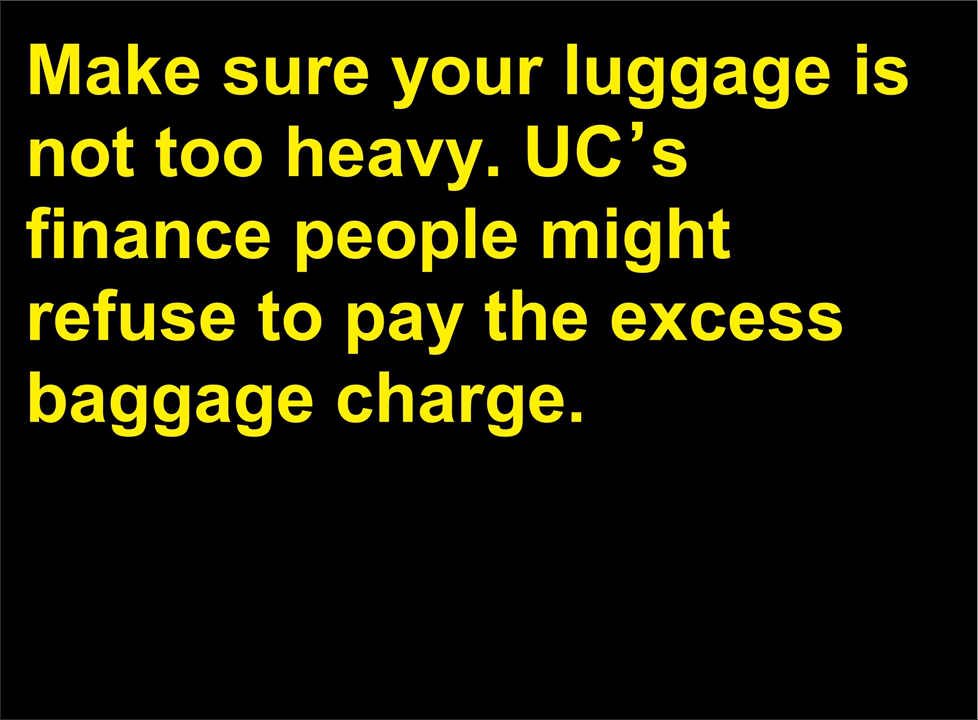 Make sure your luggage is
not too heavy. UC’s
finance people might
refuse to pay the excess
baggage charge.